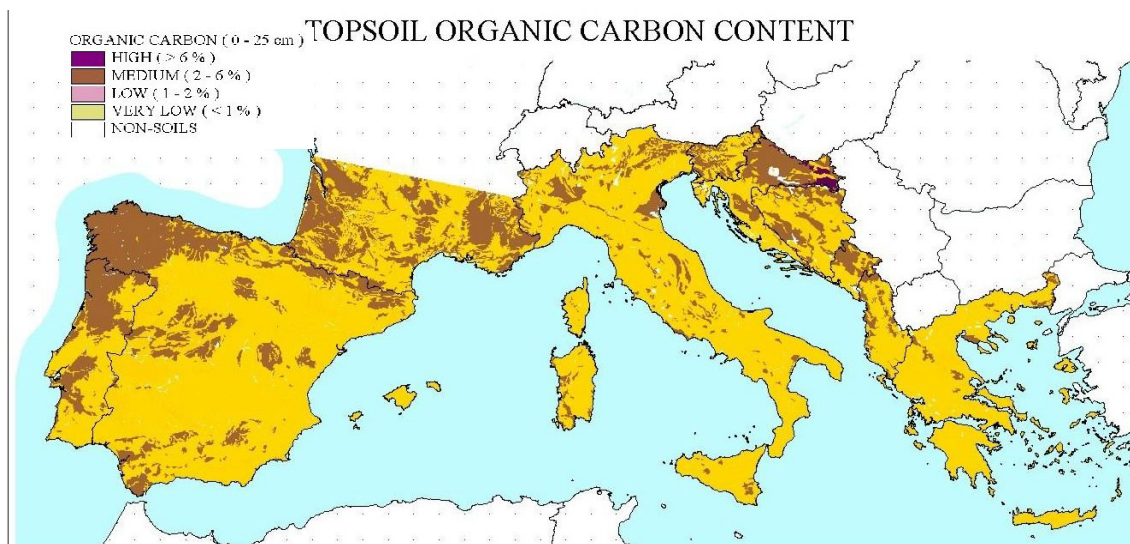 TOPSOIL ORGANIC CARBON CONTENT
ORGANIC CARBON ( 0 - 25 cm )
HIGH ( > 6 % )
MEDIUM ( 2 - 6 % )
LOW ( 1 - 2 % )
VERY LOW ( < 1 % )
NON-SOILS